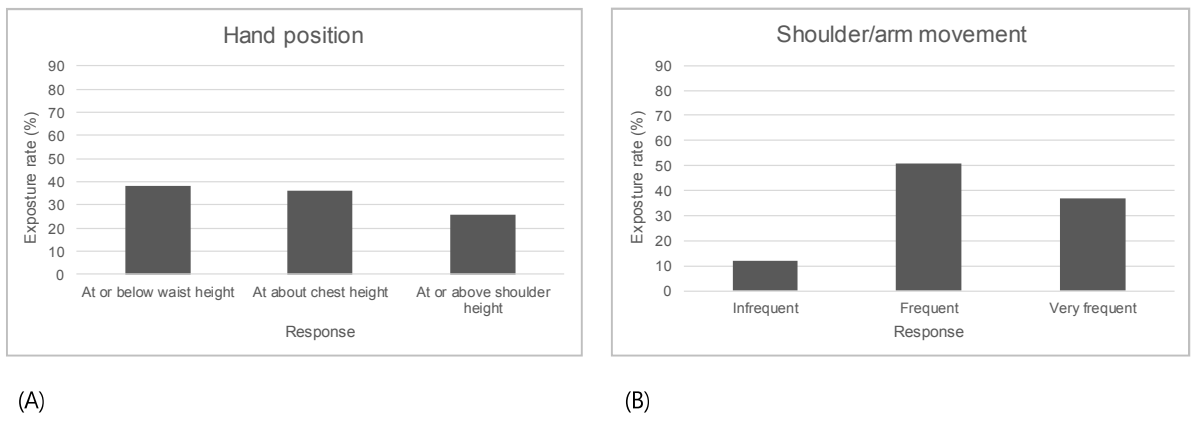 Hand position
90
80
70
60
50
40
30
20
10
0
Exposture rate (%)
At or below waist height
At about chest height
At or above shoulder
height
Response
(A)
Shoulder/arm movement
90
80
70
60
50
40
30
20
10
0
Exposture rate (%)
Infrequent
Frequent
Very frequent
Response
(B)